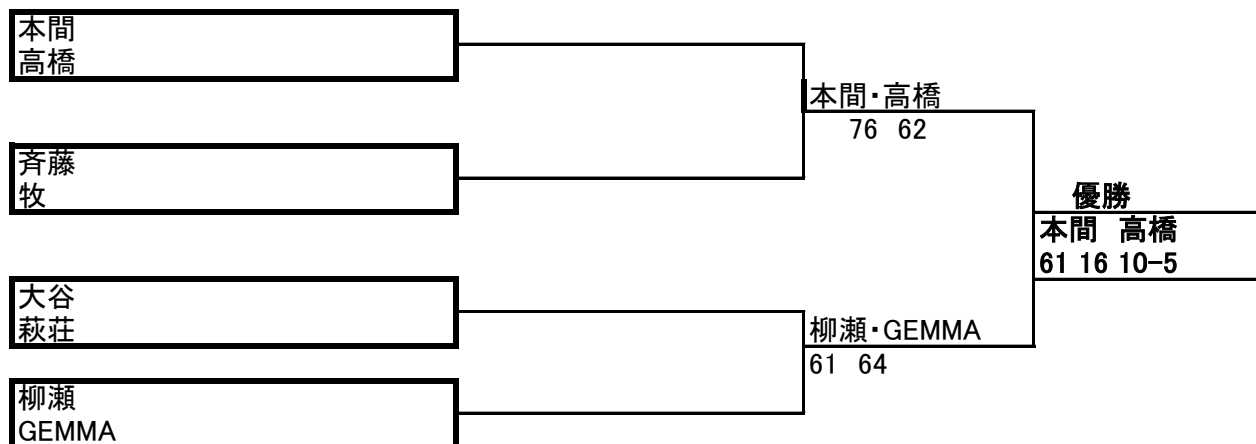 本間
高橋
本間・高橋
76 62
斉藤
牧
優勝
本間 高橋
61 16 10-5
大谷
萩荘
柳瀬・GEMMA
61 64
柳瀬
GEMMA